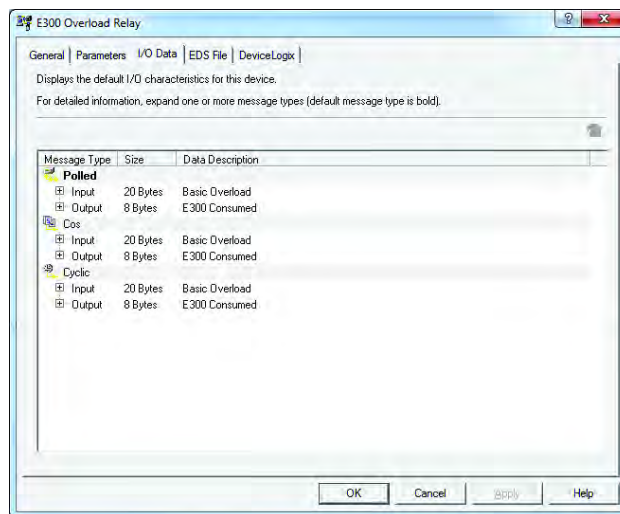 E300 Overload Relay
General Parameters I/O Data EDS File DeviceLogix
Displays the default I/O characteristics for this device.
For detailed information, expand one or more message types (default message type is bold).
Message Type Size Data Description
Polled
Input 20 Bytes Basic Overload
Output 8 Bytes E300 Consumed
Cos
Input 20 Bytes Basic Overload
Output 8 Bytes E300 Consumed
Cyclic
Input 20 Bytes Basic Overload
Output 8 Bytes E300 Consumed
OK Cancel Apply Help